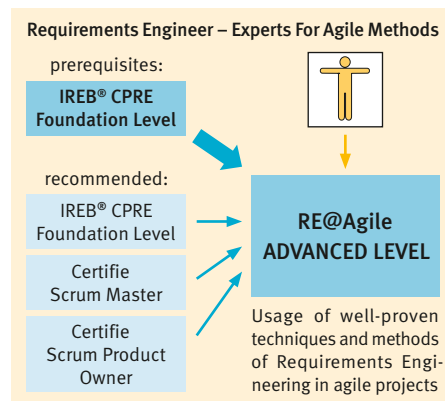 Requirements Engineer – Experts For Agile Methods
prerequisites:
IREB® CPRE
Foundation Level
recommended:
IREB® CPRE
Foundation Level
Certifie
Scrum Master
Certifie
Scrum Product
Owner
RE@Agile
ADVANCED LEVEL
Usage of well-proven
techniques and methods
of Requirements Engi-
neering in agile projects